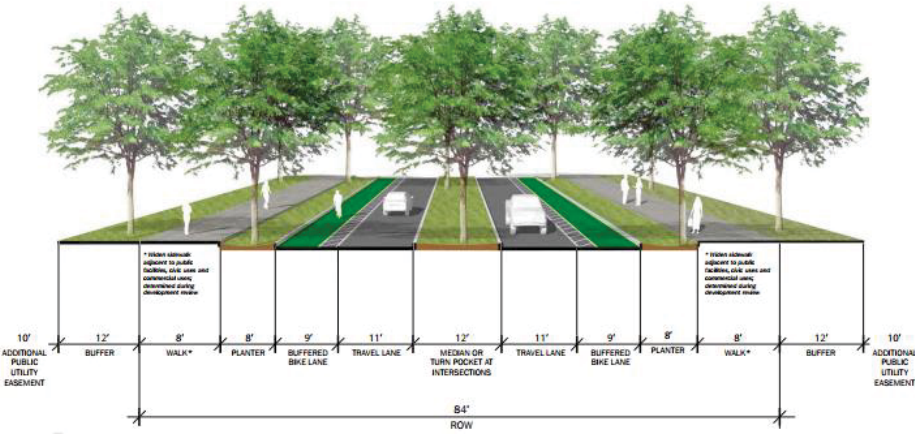 * Widen sidewalk
adjacent to public
facilities, civic uses and
commercial uses;
determined during
development review
* Widen sidewalk
adjacent to public
facilities, civic uses and
commercial uses;
determined during
development review
10'
ADDITIONAL
PUBLIC
UTILITY
EASEMENT
12'
BUFFER
8'
WALK*
8'
PLANTER
9'
BUFFERED
BIKE LANE
11'
TRAVEL LANE
12'
MEDIAN OR
TURN POCKET AT
INTERSECTIONS
11'
TRAVEL LANE
9'
BUFFERED
BIKE LANE
8'
PLANTER
8'
WALK*
12'
BUFFER
10'
ADDITIONAL
PUBLIC
UTILITY
EASEMENT
84'
ROW